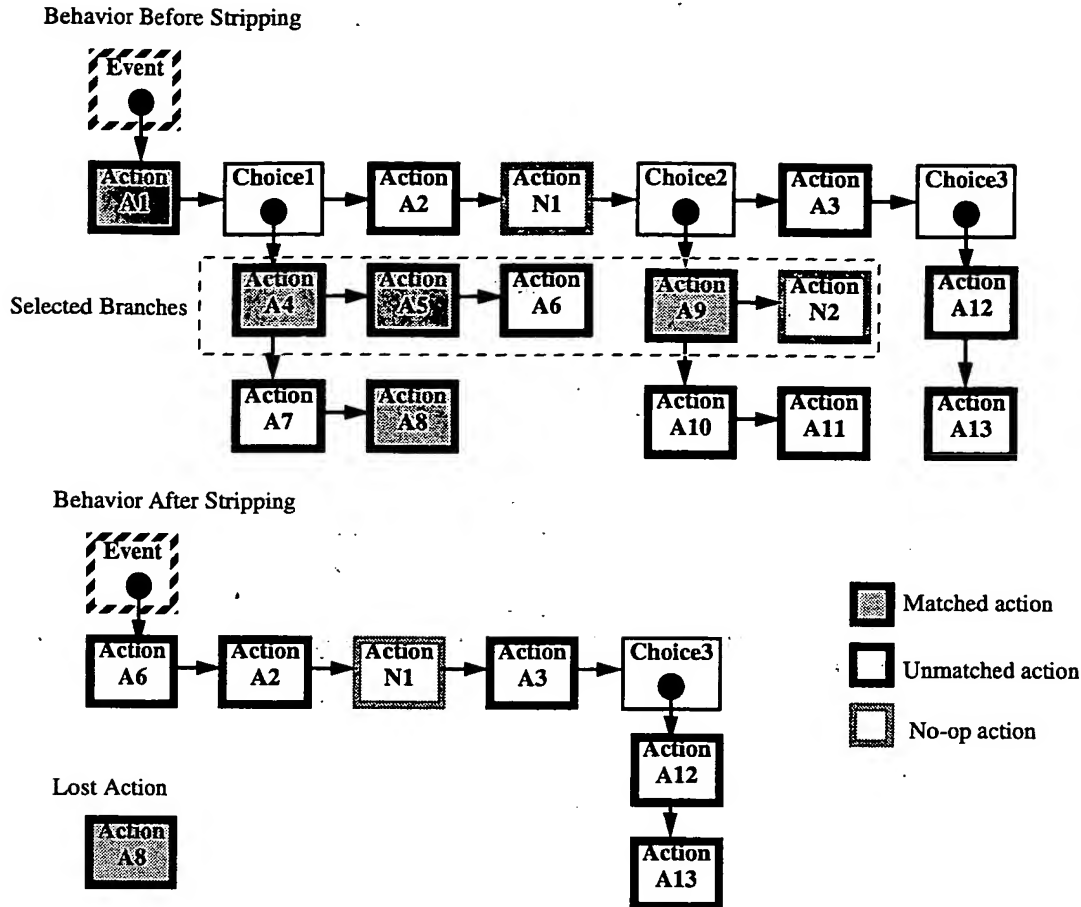 Behavior Before Stripping
Event
Action
A1
Choice1
Action
A2
Action
N1
Choice2
Action
A3
Choice3
Selected Branches
Action
A4
Action
A5
Action
A6
Action
A9
Action
N2
Action
A12
Action
A7
Action
A8
Action
A10
Action
A11
Action
A13
Behavior After Stripping
Event
Action
A6
Action
A2
Action
N1
Action
A3
Choice3
Matched action
Unmatched action
No-op action
Action
A12
Lost Action
Action
A8
Action
A13